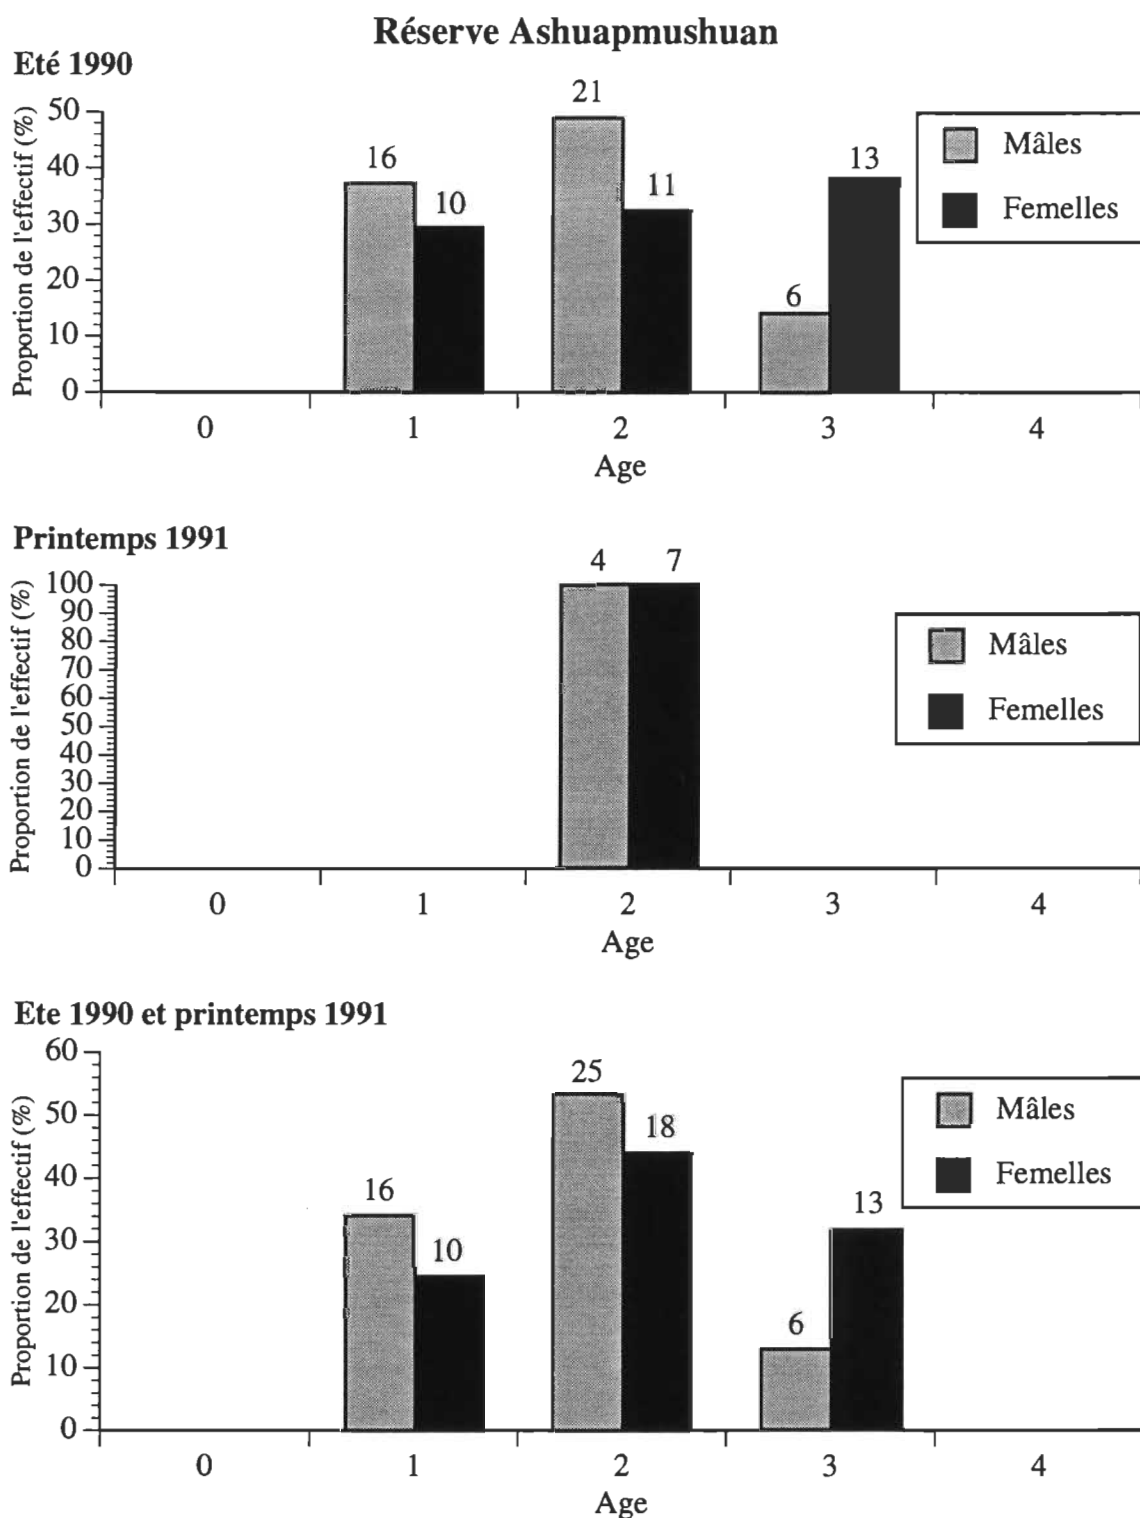 Réserve Ashuapmushuan
Eté 1990
Proportion de l'effectif (%)
50
40
30
20
10
0
16
10
21
11
6
13
Mâles
Femelles
0 1 2 3 4
Age
Printemps 1991
Proportion de l'effectif (%)
100
90
80
70
60
50
40
30
20
10
0
4 7
Mâles
Femelles
0 1 2 3 4
Age
Ete 1990 et printemps 1991
Proportion de l'effectif (%)
60
50
40
30
20
10
0
16
10
25
18
6
13
Mâles
Femelles
0 1 2 3 4
Age